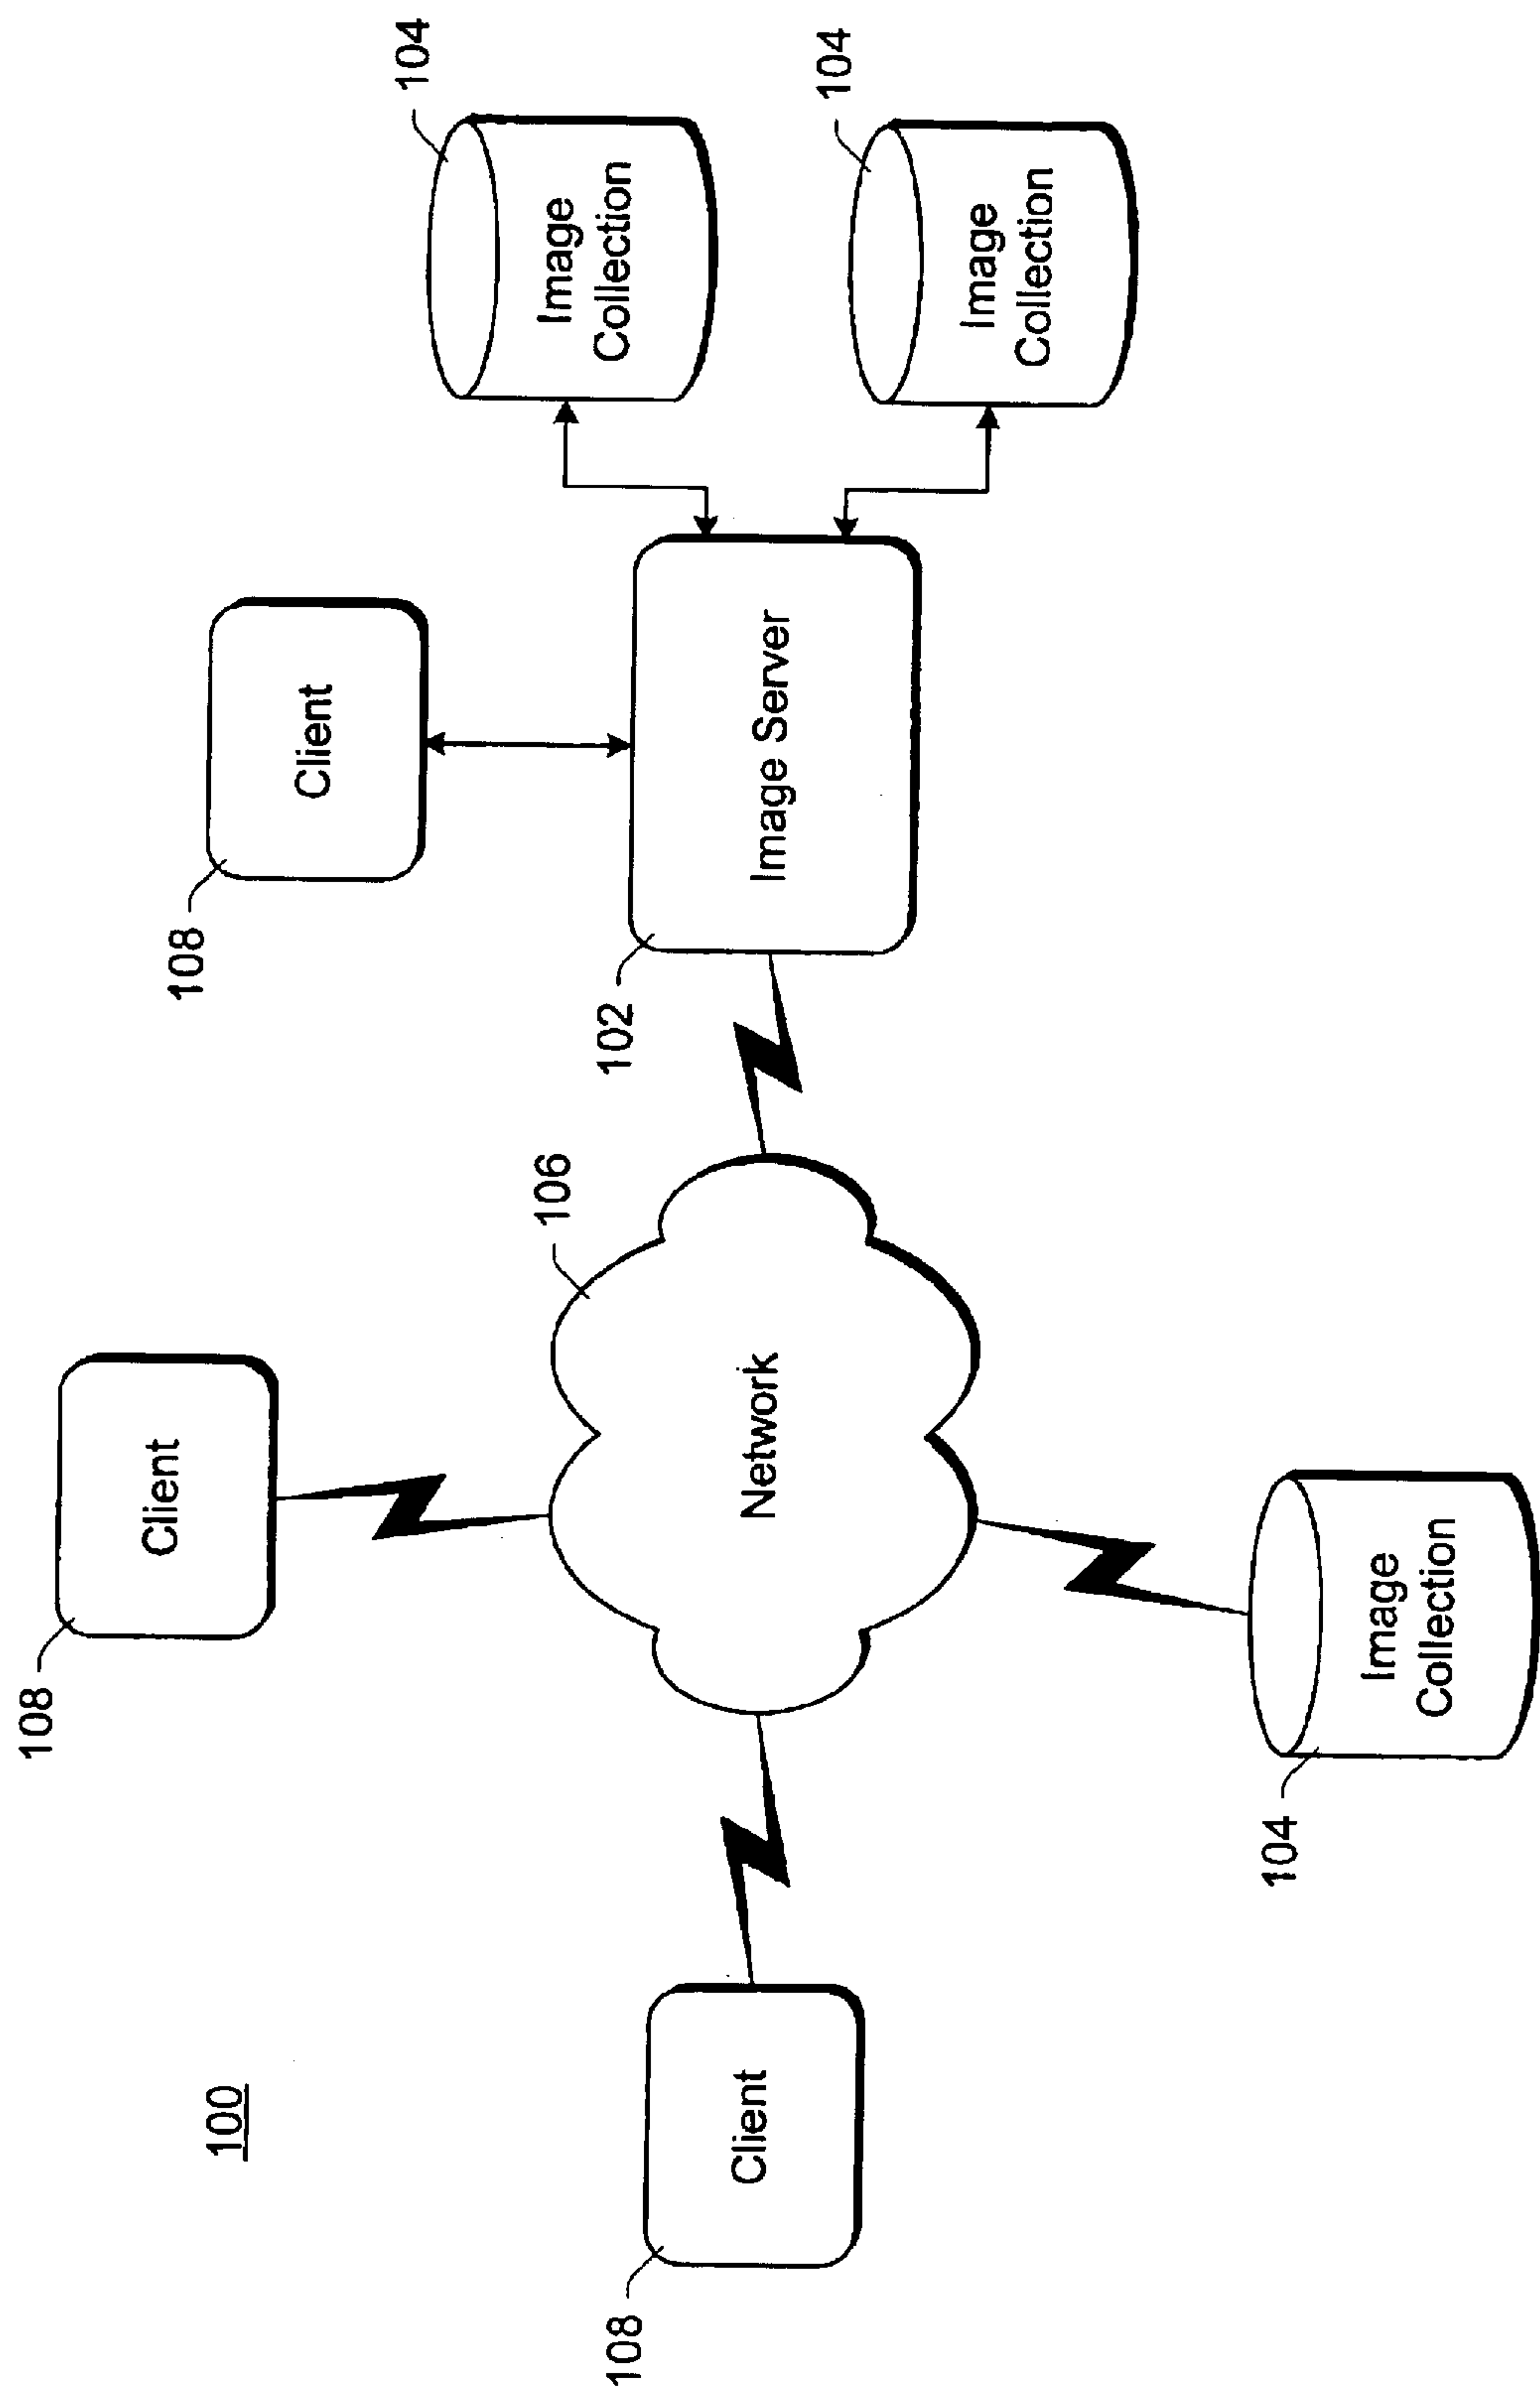 100
108
Client
108
Client
106
Network
104
Image
Collection
108
Client
102
Image Server
104
Image
Collection
104
Image
Collection